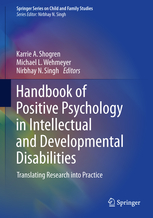 Springer Series on Child and Family Studies
Series Editor: Nirbhay N. Singh
Karrie A. Shogren
Michael L. Wehmeyer
Nirbhay N. Singh Editors
Handbook of
Positive Psychology
in Intellectual
and Developmental
Disabilities
Translating Research into Practice
Springer